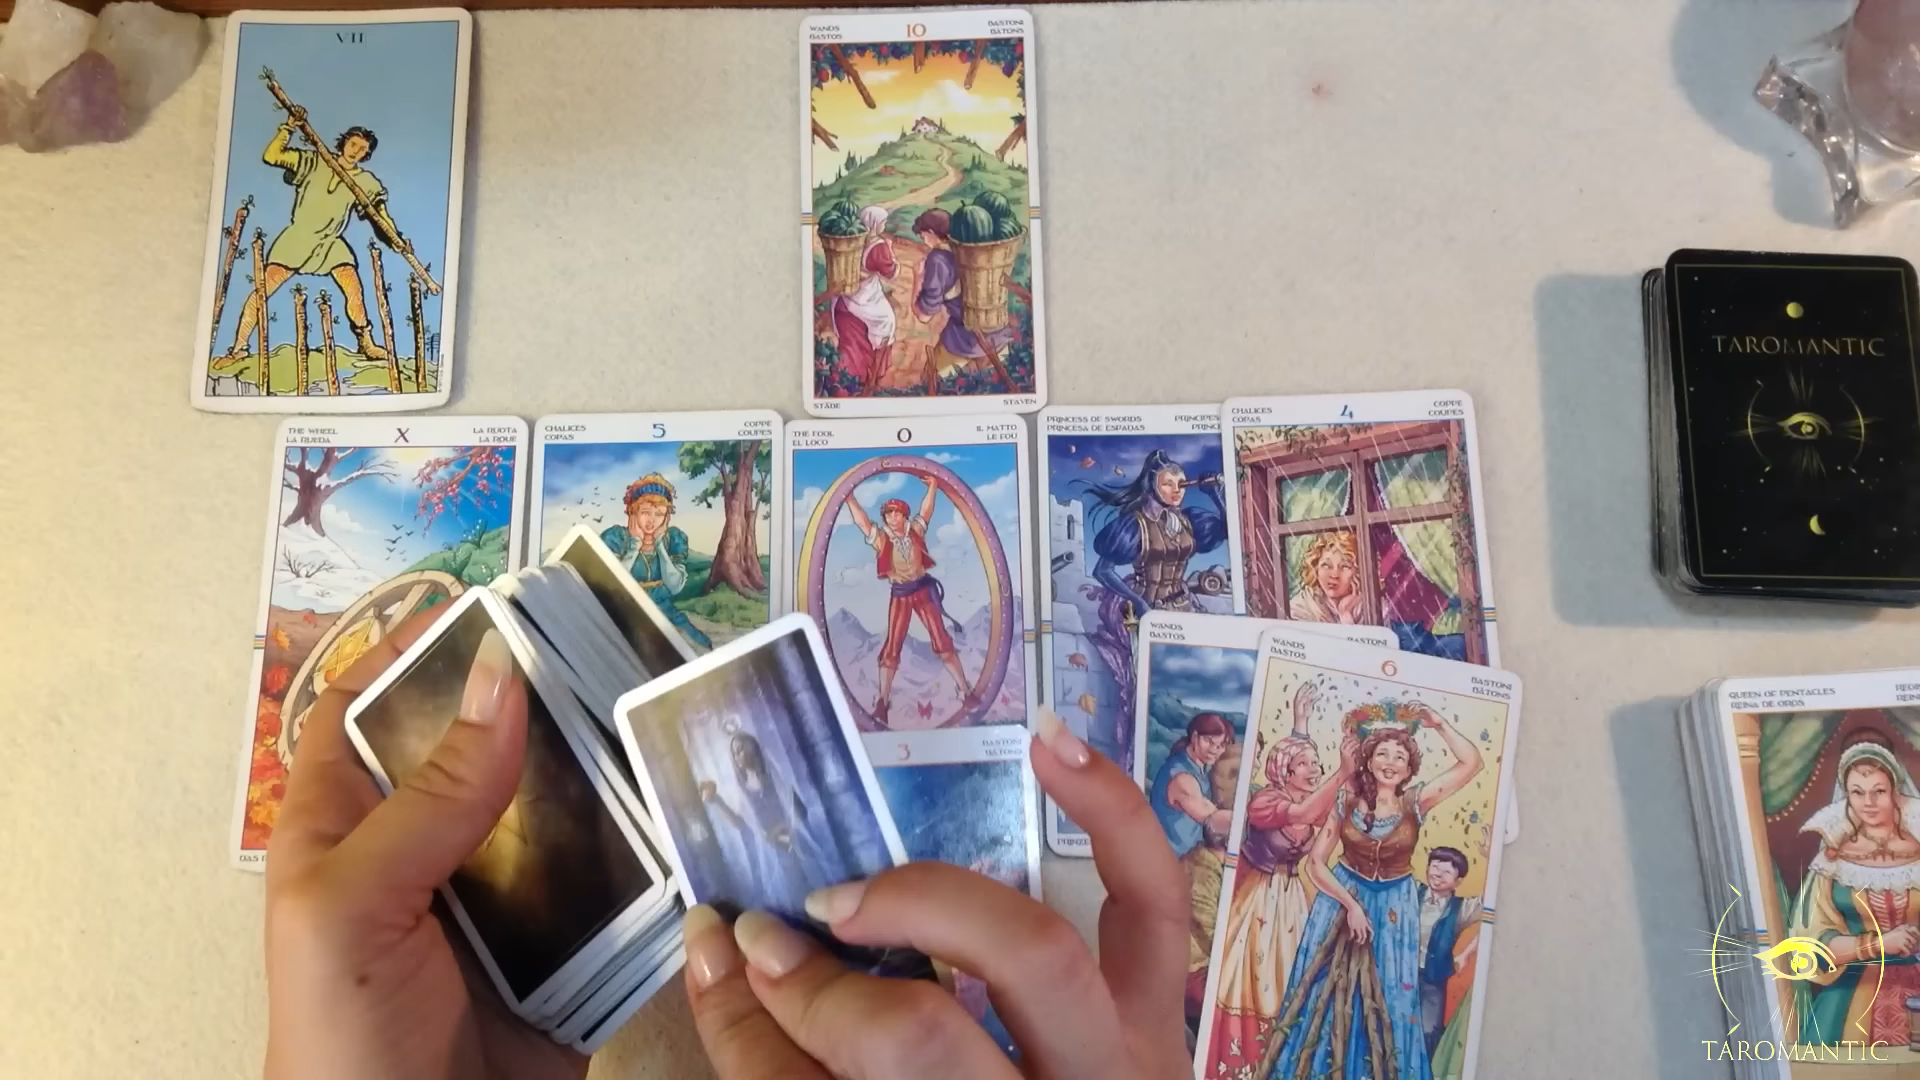 VII
WANDS
BASTOS
10
BASTONI
BÂTONS
STÄBE
STAVEN
THE WHEEL
LA RUEDA
X
LA RUOTA
LA ROUE
CHALICES
COPAS
5
COPPE
COUPES
THE FOOL
EL LOCO
0
IL MATTO
LE FOU
PRINCESS OF SWORDS
PRINCESA DE ESPADAS
CHALICES
COPAS
4
COPPE
COUPES
TAROMANTIC
WANDS
BASTOS
BASTONI
WANDS
BASTOS
6
BASTONI
BÂTONS
3
BASTONI
BÂTONS
QUEEN OF PENTACLES
REINA DE OROS
TAROMANTIC